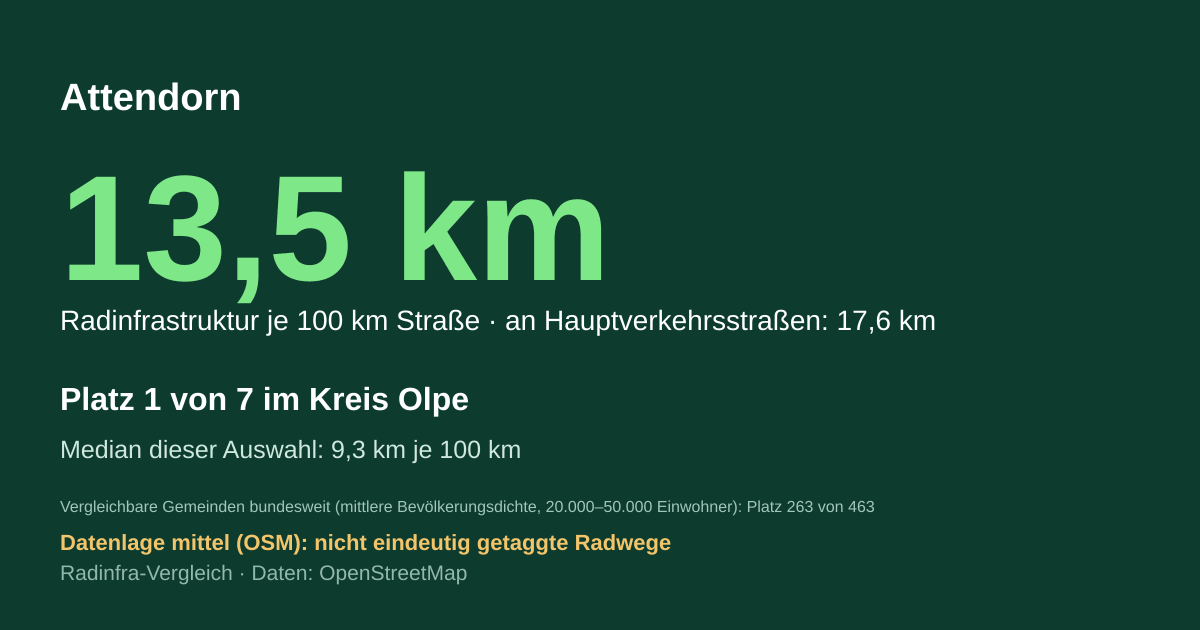 Attendorn
13,5 km
Radinfrastruktur je 100 km Straße · an Hauptverkehrsstraßen: 17,6 km
Platz 1 von 7 im Kreis Olpe
Median dieser Auswahl: 9,3 km je 100 km
Vergleichbare Gemeinden bundesweit (mittlere Bevölkerungsdichte, 20.000–50.000 Einwohner): Platz 263 von 463
Datenlage mittel (OSM): nicht eindeutig getaggte Radwege
Radinfra-Vergleich · Daten: OpenStreetMap